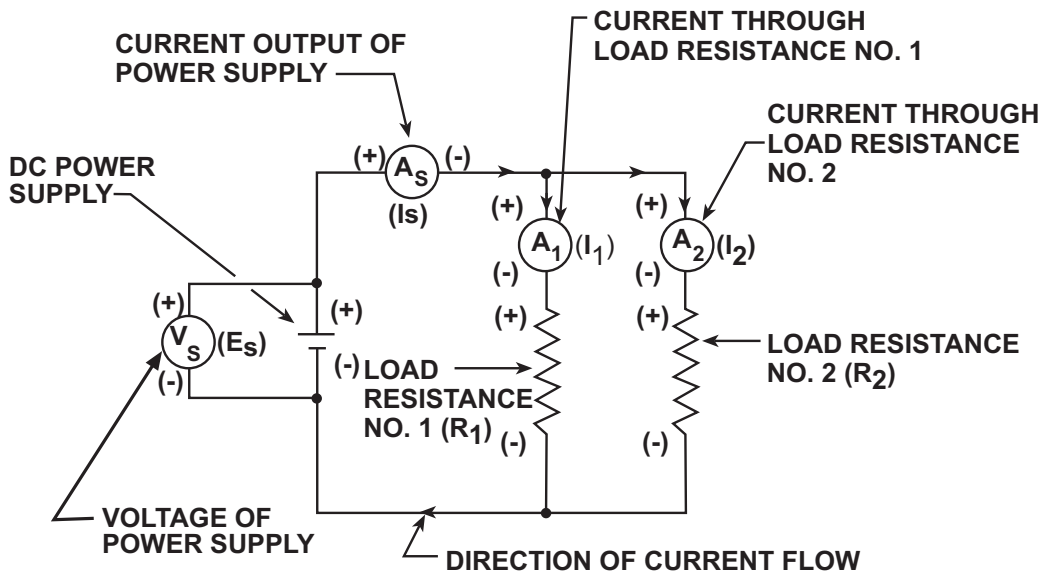 CURRENT OUTPUT OF
POWER SUPPLY
CURRENT THROUGH
LOAD RESISTANCE NO. 1
CURRENT THROUGH
LOAD RESISTANCE
NO. 2
DC POWER
SUPPLY
(+) AS (-)
(Is)
(+)
A1 (I1)
(-)
(+)
A2 (I2)
(-)
(+)
VS (Es)
(-)
(+)
(-)
(+)
LOAD
RESISTANCE
NO. 1 (R1)
(-)
(+)
LOAD RESISTANCE
NO. 2 (R2)
(-)
VOLTAGE OF
POWER SUPPLY
DIRECTION OF CURRENT FLOW